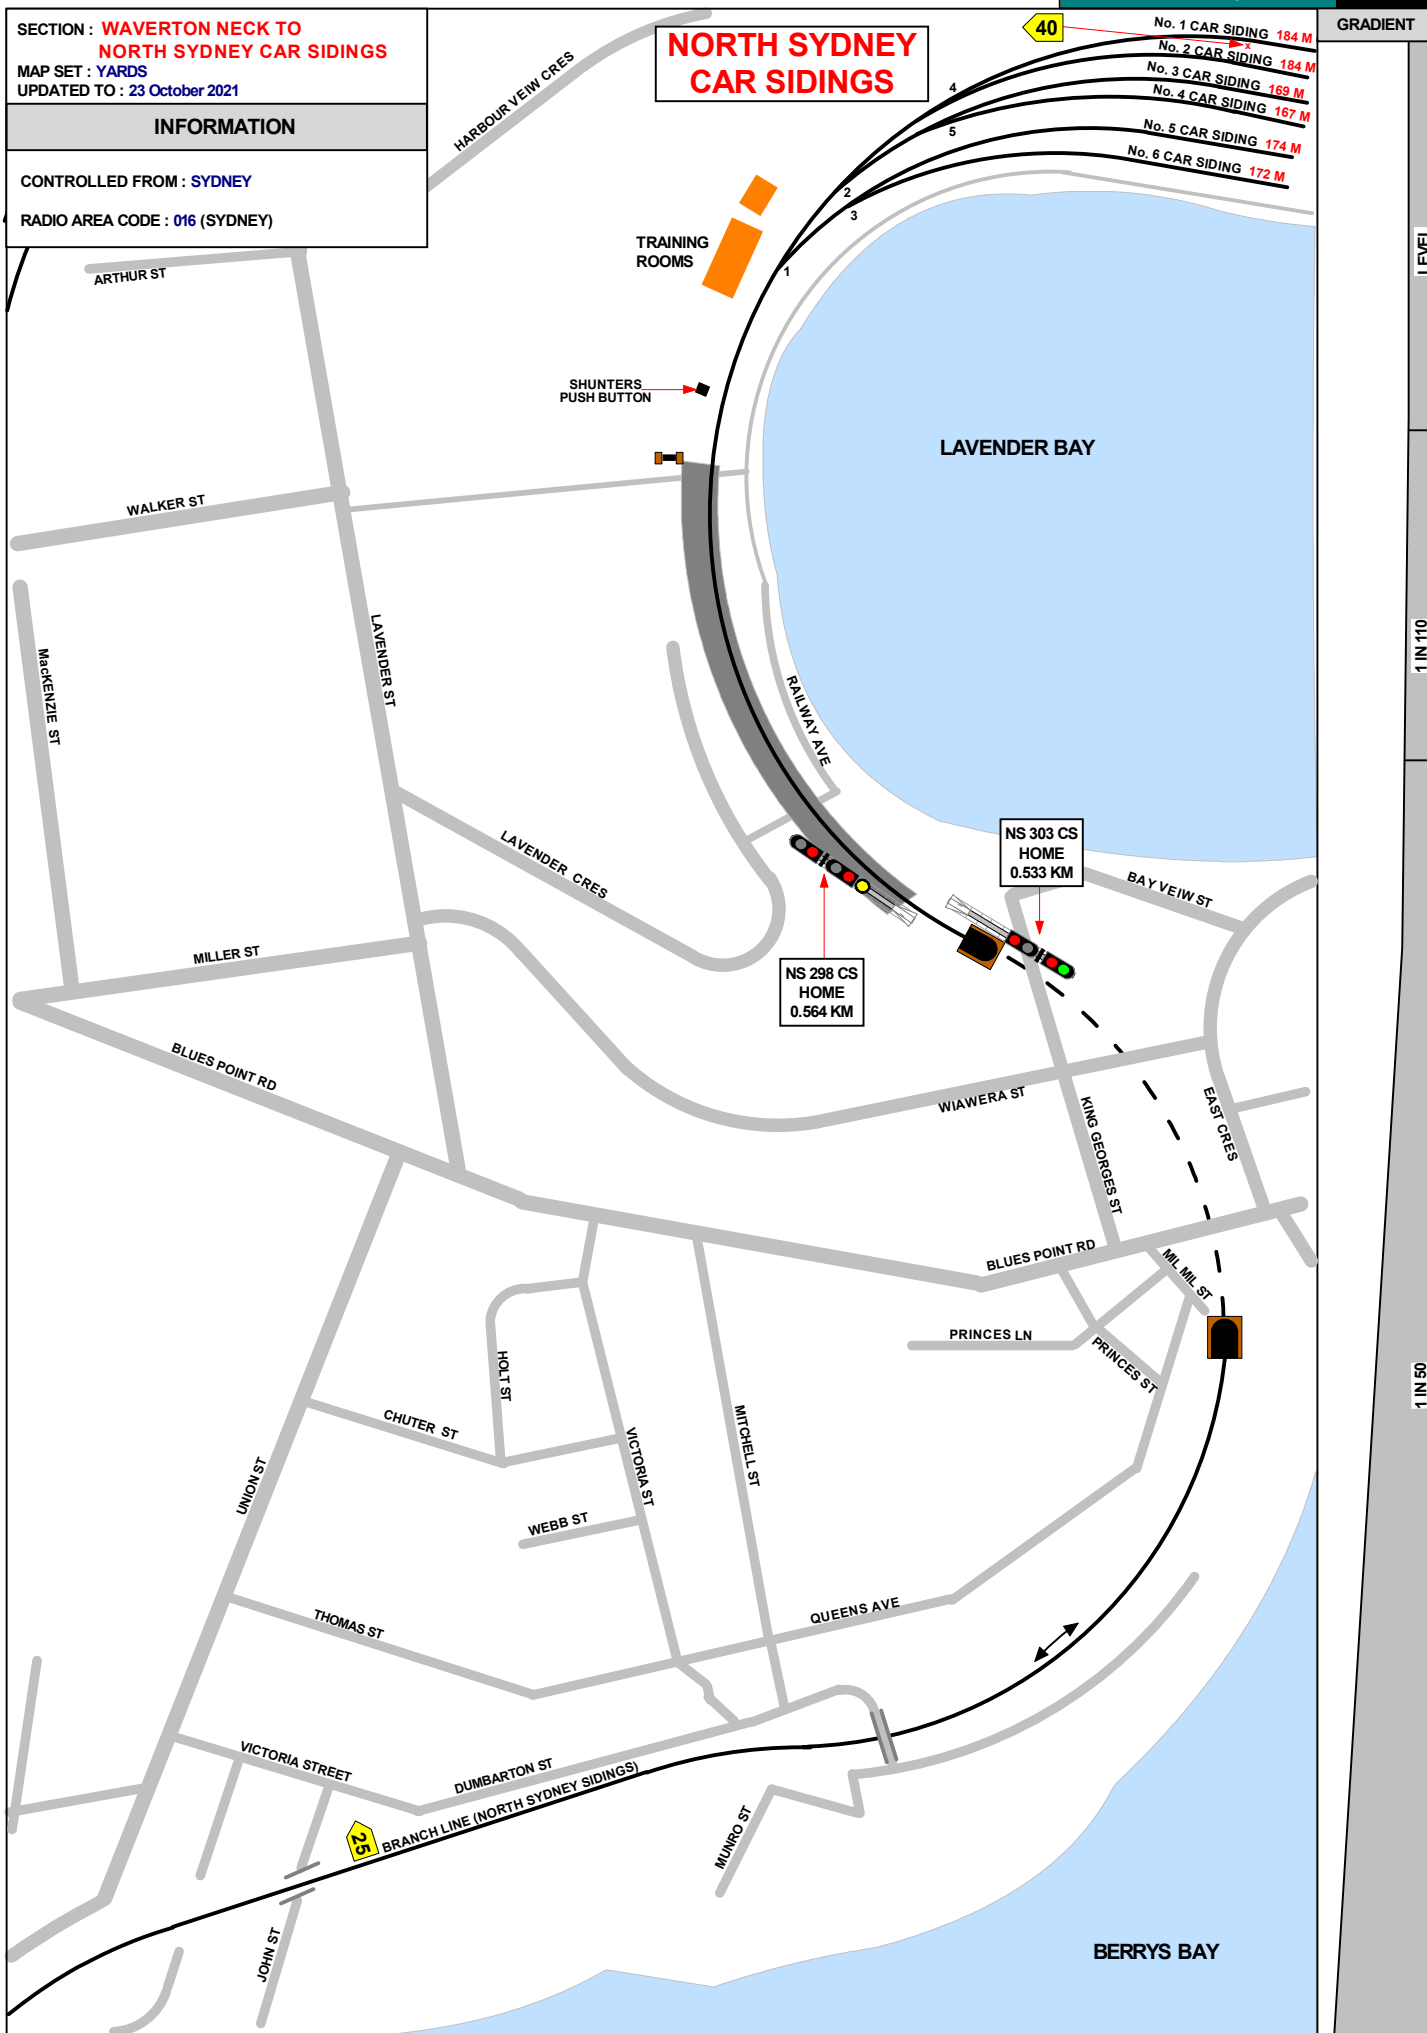 SECTION : WAVERTON NECK TO
NORTH SYDNEY CAR SIDINGS
MAP SET : YARDS
UPDATED TO : 23 October 2021
INFORMATION
CONTROLLED FROM : SYDNEY
RADIO AREA CODE : 016 (SYDNEY)
NORTH SYDNEY
CAR SIDINGS
GRADIENT
40
No. 1 CAR SIDING 184 M
x
No. 2 CAR SIDING 184 M
No. 3 CAR SIDING 169 M
No. 4 CAR SIDING 167 M
No. 5 CAR SIDING 174 M
No. 6 CAR SIDING 172 M
4
5
2
3
1
HARBOUR VEIW CRES
TRAINING
ROOMS
LEVEL
ARTHUR ST
SHUNTERS
PUSH BUTTON
LAVENDER BAY
WALKER ST
MacKENZIE ST
LAVENDER ST
1 IN 110
RAILWAY AVE
LAVENDER CRES
NS 303 CS
HOME
0.533 KM
BAY VEIW ST
MILLER ST
NS 298 CS
HOME
0.564 KM
BLUES POINT RD
WIAWERA ST
KING GEORGES ST
EAST CRES
BLUES POINT RD
MIL MIL ST
PRINCES LN
PRINCES ST
HOLT ST
1 IN 50
CHUTER ST
VICTORIA ST
MITCHELL ST
UNION ST
WEBB ST
THOMAS ST
QUEENS AVE
VICTORIA STREET
DUMBARTON ST
BRANCH LINE (NORTH SYDNEY SIDINGS)
25
MUNRO ST
JOHN ST
BERRYS BAY